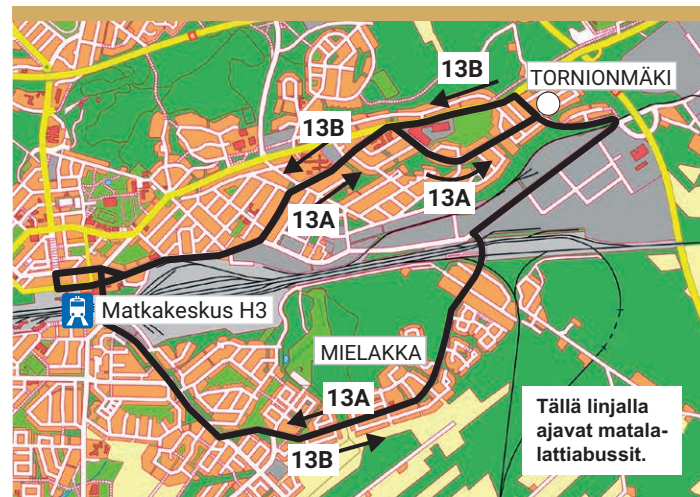 13B
TORNIONMÄKI
13B
13A
13A
Matkakeskus H3
MIELAKKA
13A
13B
Tällä linjalla
ajavat matala-
lattiabussit.